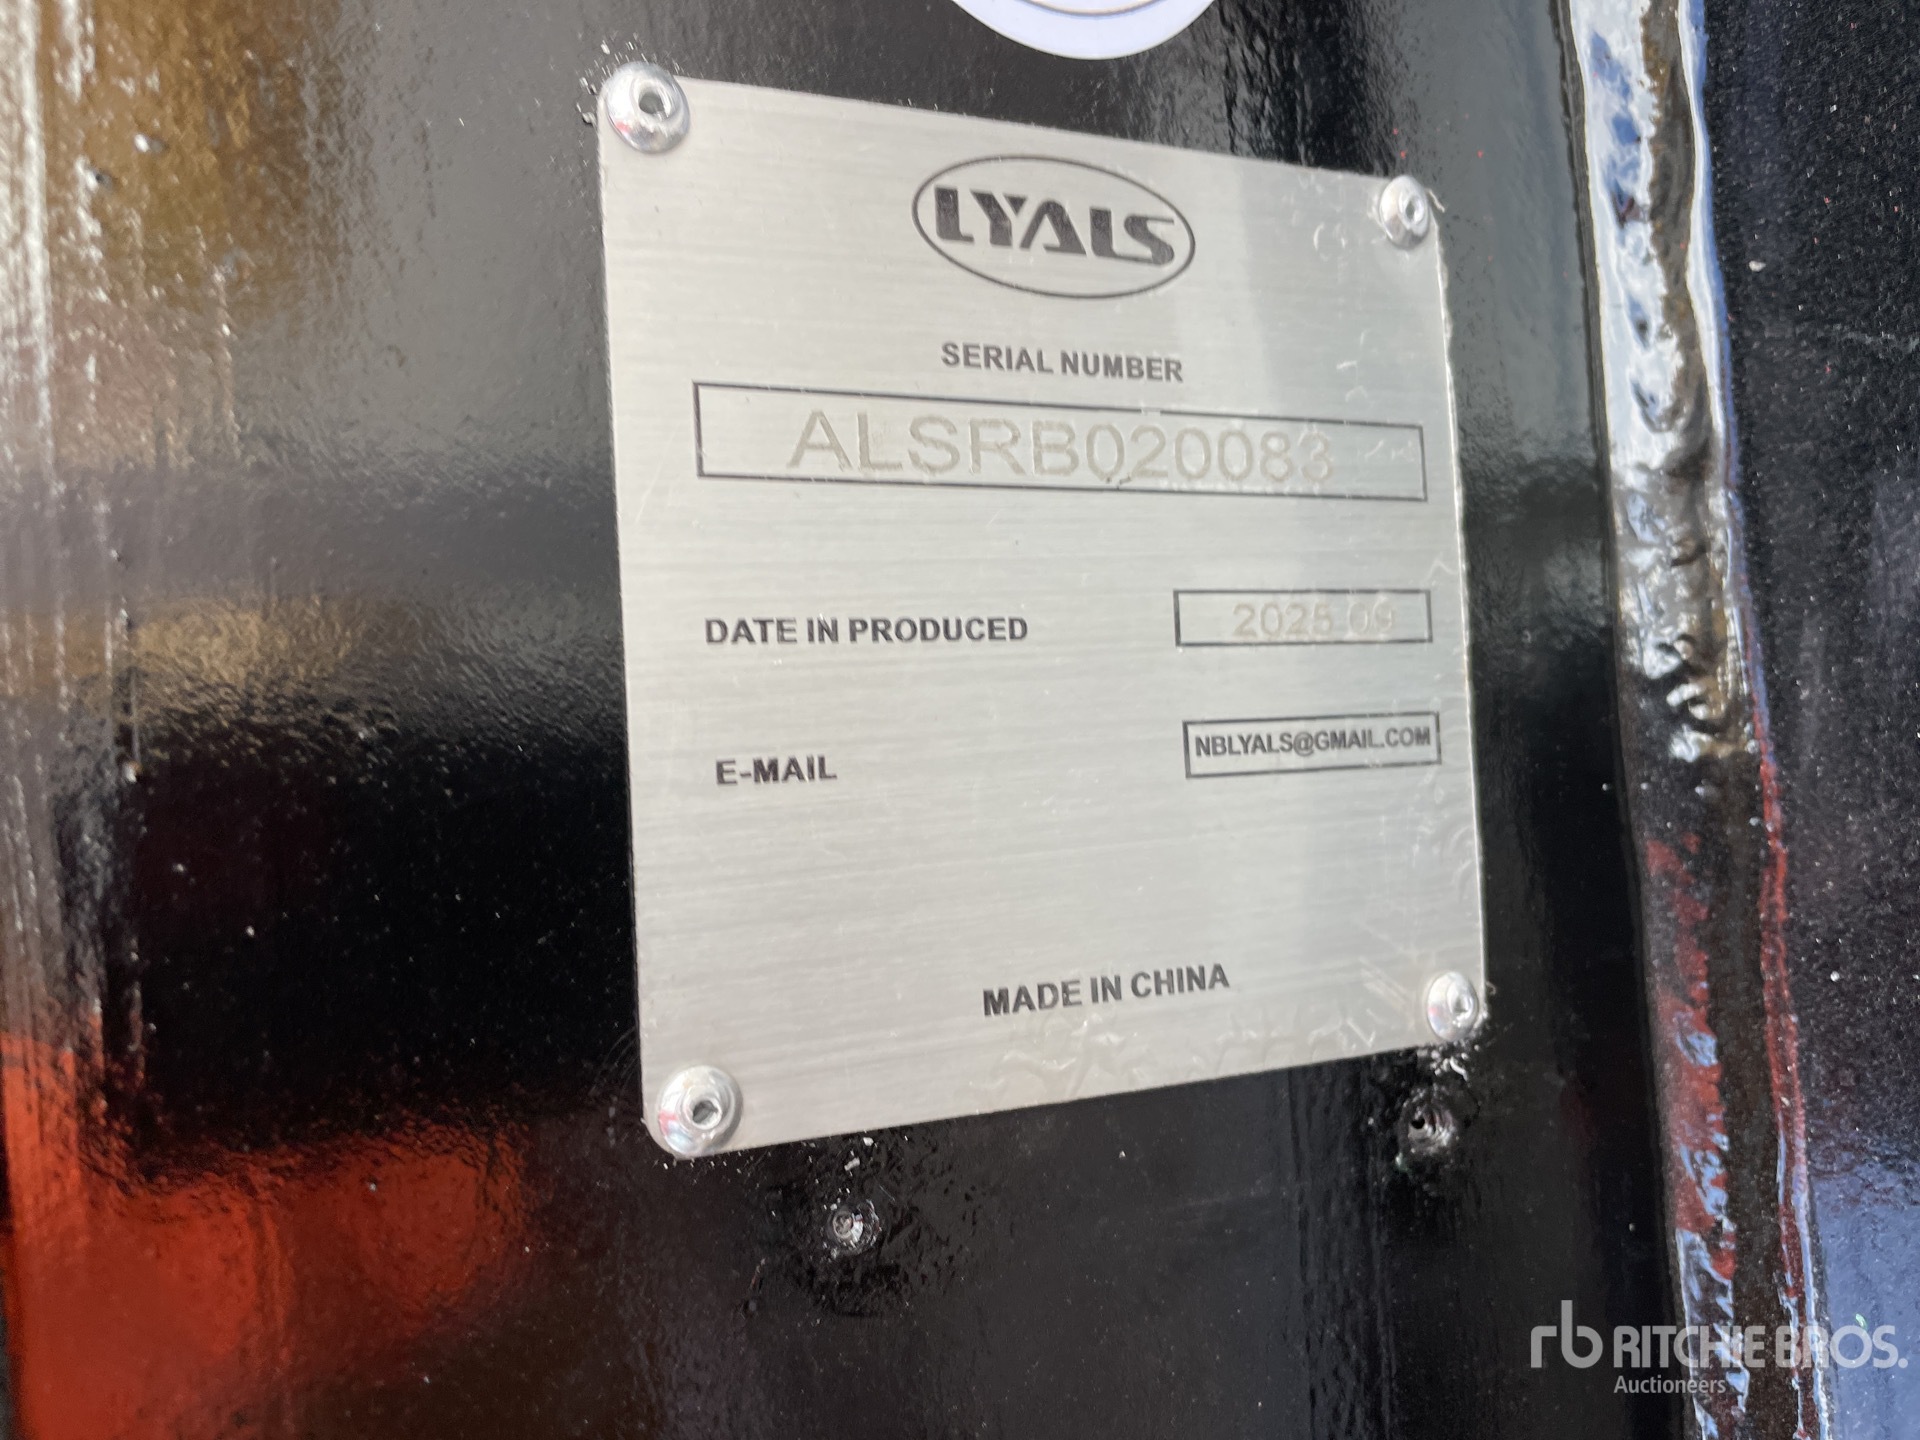 LYALS
SERIAL NUMBER
ALSRB020083
DATE IN PRODUCED
2025 09
E-MAIL
NBLYALS@GMAIL.COM
MADE IN CHINA
rb RITCHIE BROS.
Auctioneers